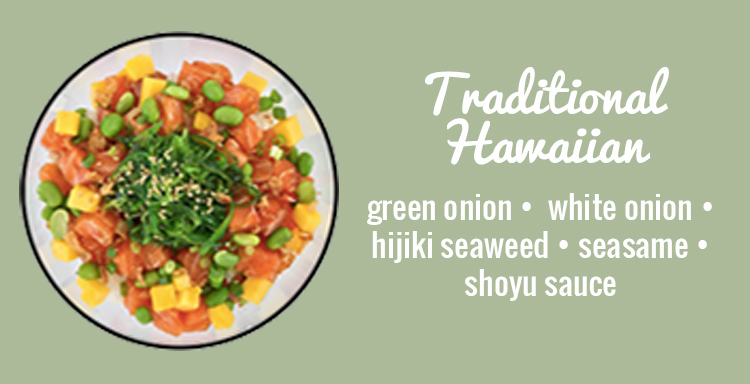 Traditional
Hawaiian
green onion • white onion •
hijiki seaweed • seasame •
shoyu sauce